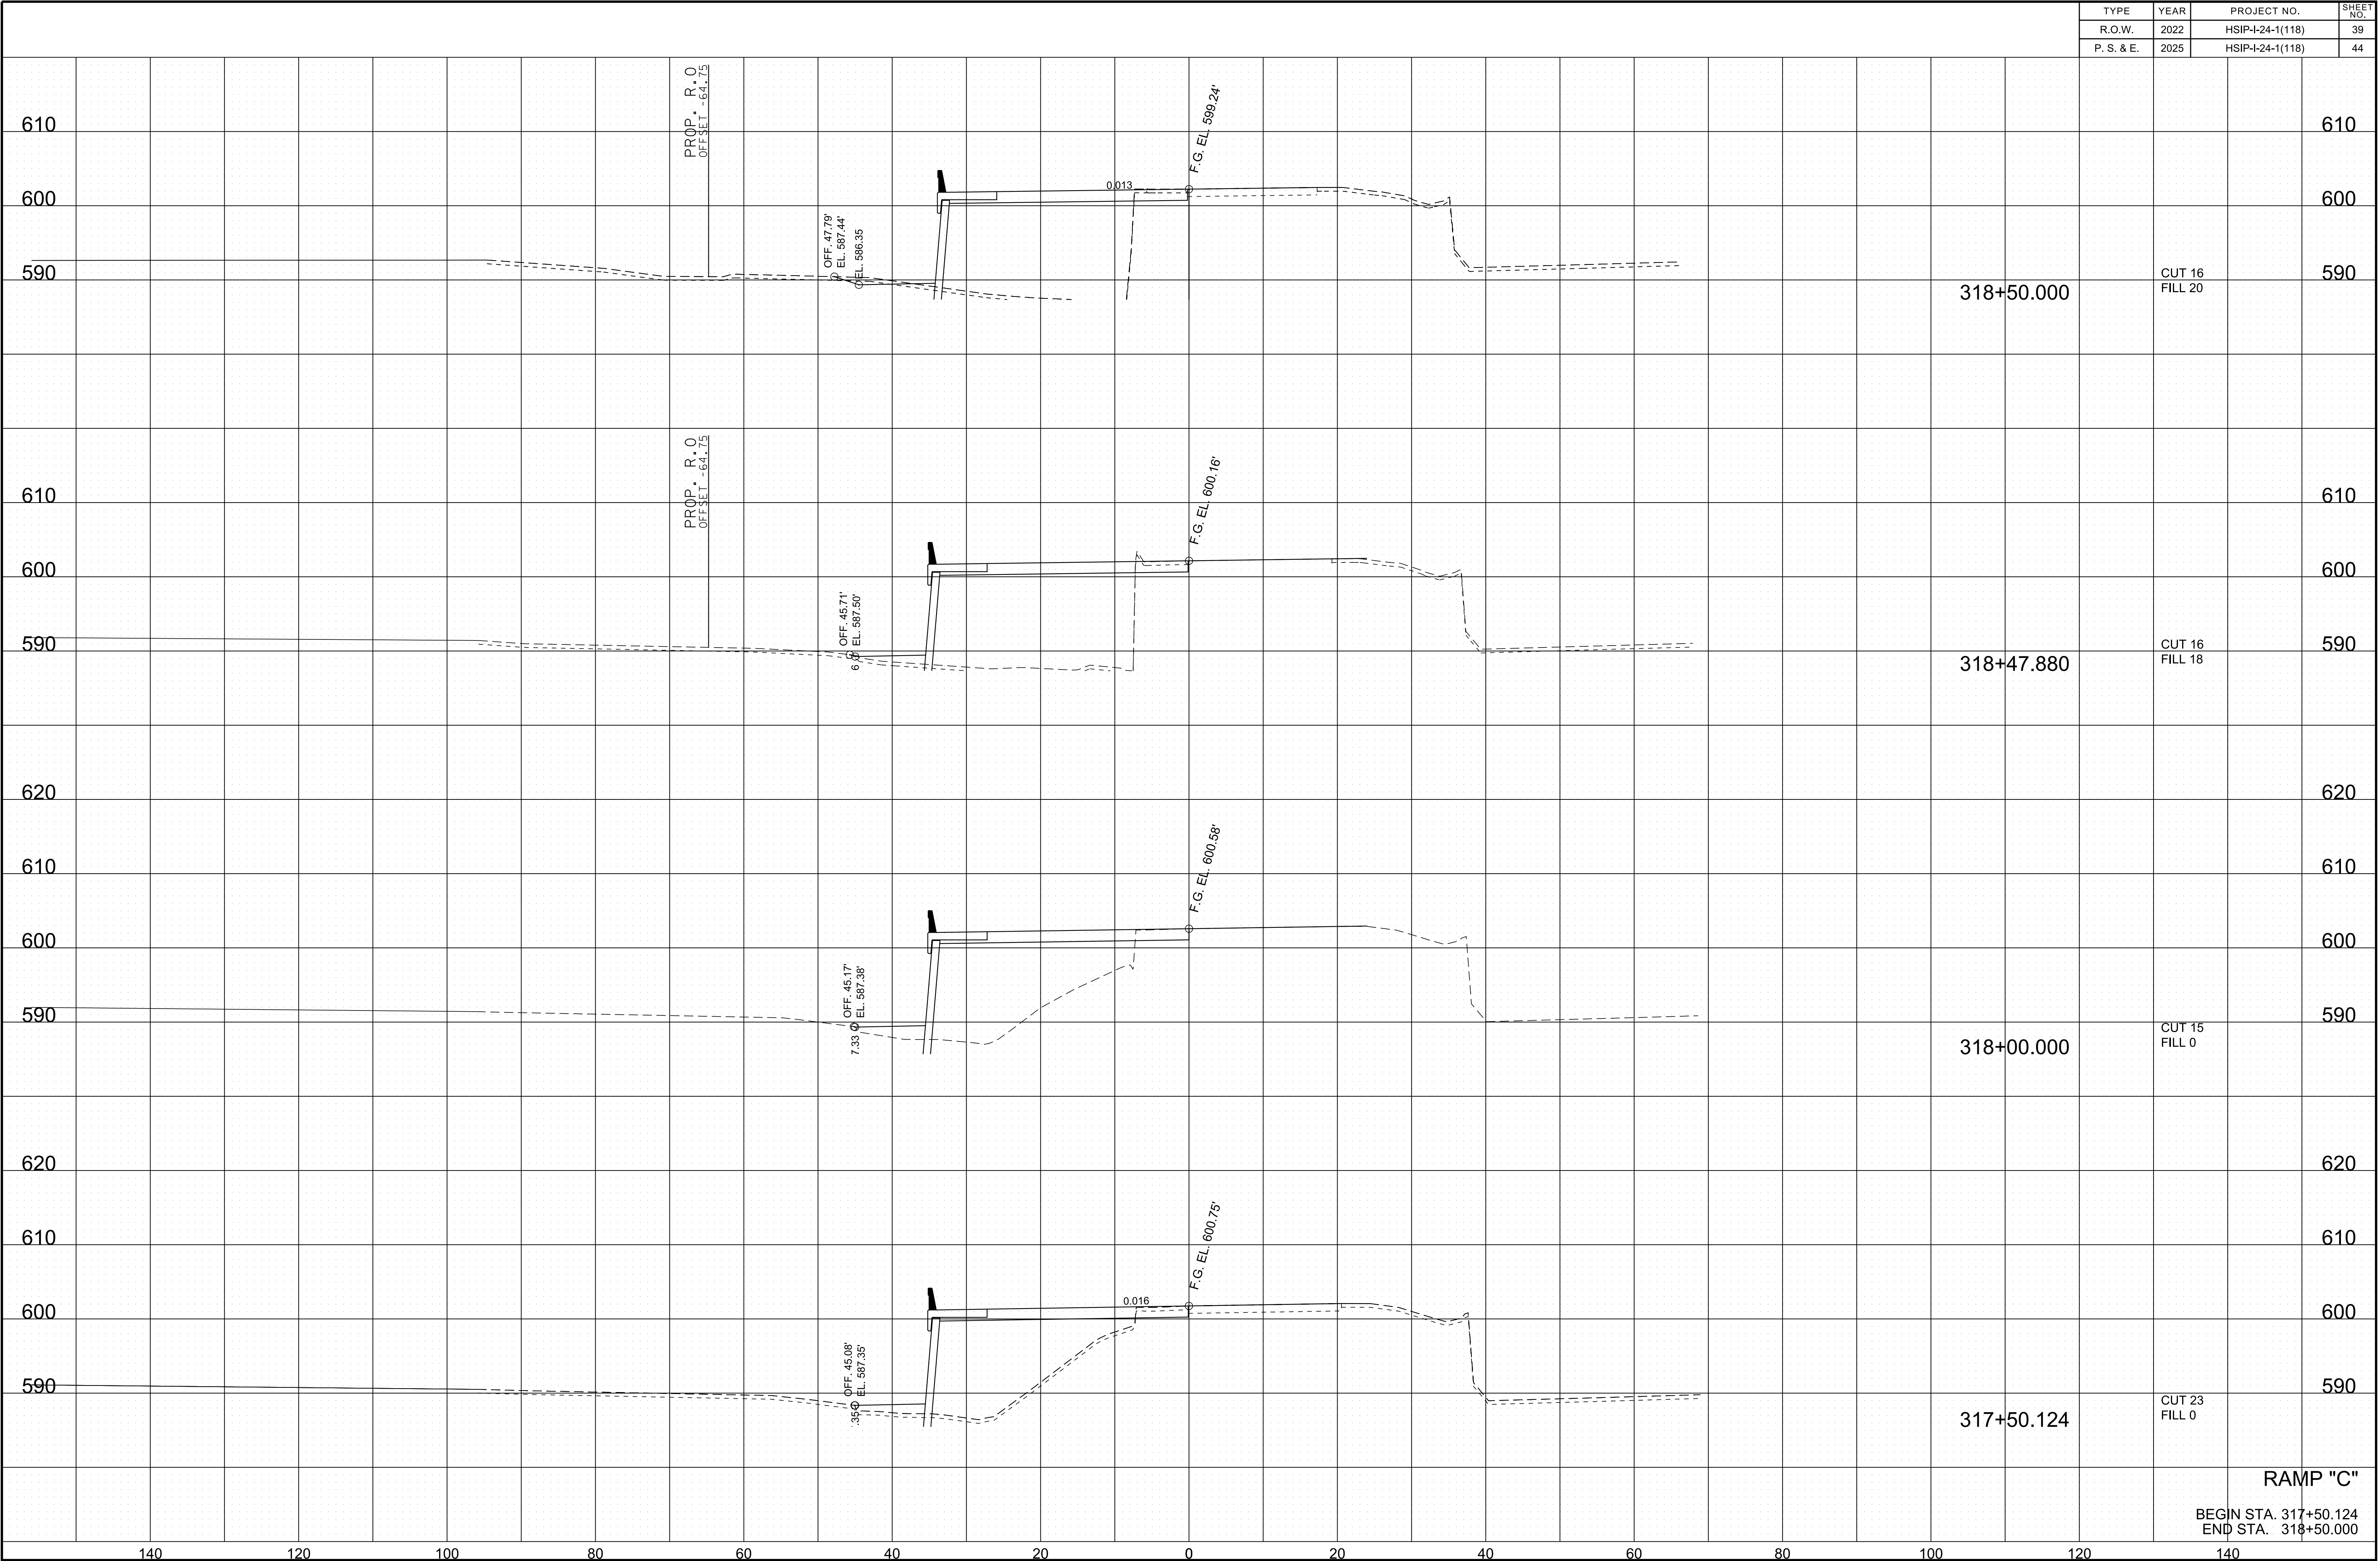 TYPE YEAR PROJECT NO. SHEET NO.
R.O.W. 2022 HSIP-I-24-1(118) 39
P. S. & E. 2025 HSIP-I-24-1(118) 44
PROP. R.O
OFFSET -64.75
F.G. EL. 599.24'
610 610
0.013
600 600
OFF. 47.79'
EL. 587.44'
EL. 586.35
590 590
318+50.000
CUT 16
FILL 20
PROP. R.O
OFFSET -64.75
F.G. EL. 600.16'
610 610
600 600
OFF. 45.71'
EL. 587.50'
6
590 590
318+47.880
CUT 16
FILL 18
620 620
F.G. EL. 600.58'
610 610
600 600
OFF. 45.17'
EL. 587.38'
7.33
590 590
318+00.000
CUT 15
FILL 0
620 620
F.G. EL. 600.75'
610 610
0.016
600 600
OFF. 45.08'
EL. 587.35'
.35
590 590
317+50.124
CUT 23
FILL 0
RAMP "C"
BEGIN STA. 317+50.124
END STA. 318+50.000
140 120 100 80 60 40 20 0 20 40 60 80 100 120 140